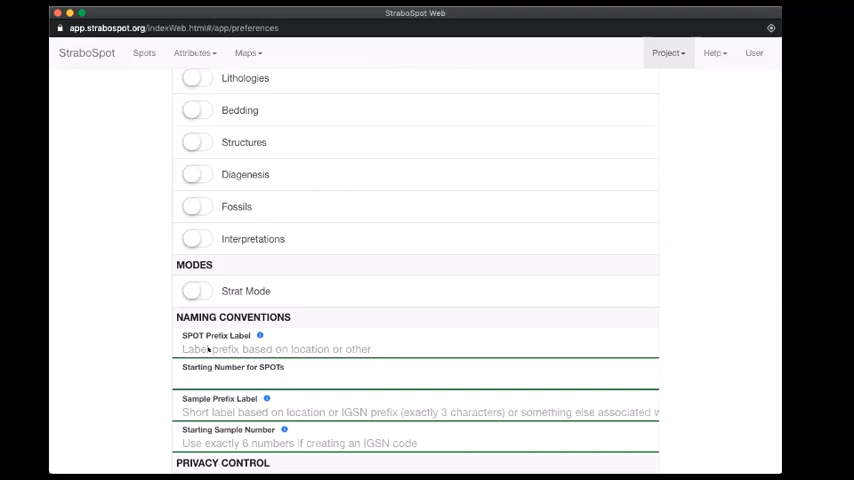 StraboSpot Web
app.strabospot.org/indexWeb.html#/app/preferences
StraboSpot Spots Attributes Maps Project Help User
Lithologies
Bedding
Structures
Diagenesis
Fossils
Interpretations
MODES
Strat Mode
NAMING CONVENTIONS
SPOT Prefix Label
Label prefix based on location or other
Starting Number for SPOTs
Sample Prefix Label
Short label based on location or IGSN prefix (exactly 3 characters) or something else associated w
Starting Sample Number
Use exactly 6 numbers if creating an IGSN code
PRIVACY CONTROL